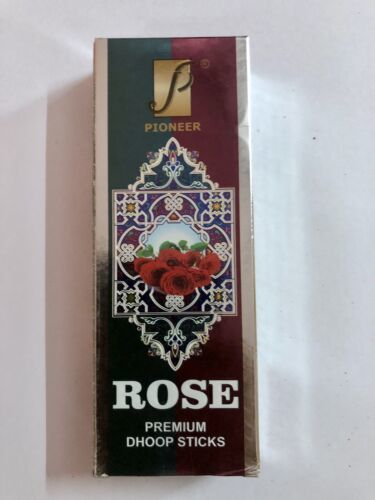 P ®
PIONEER
ROSE
PREMIUM
DHOOP STICKS